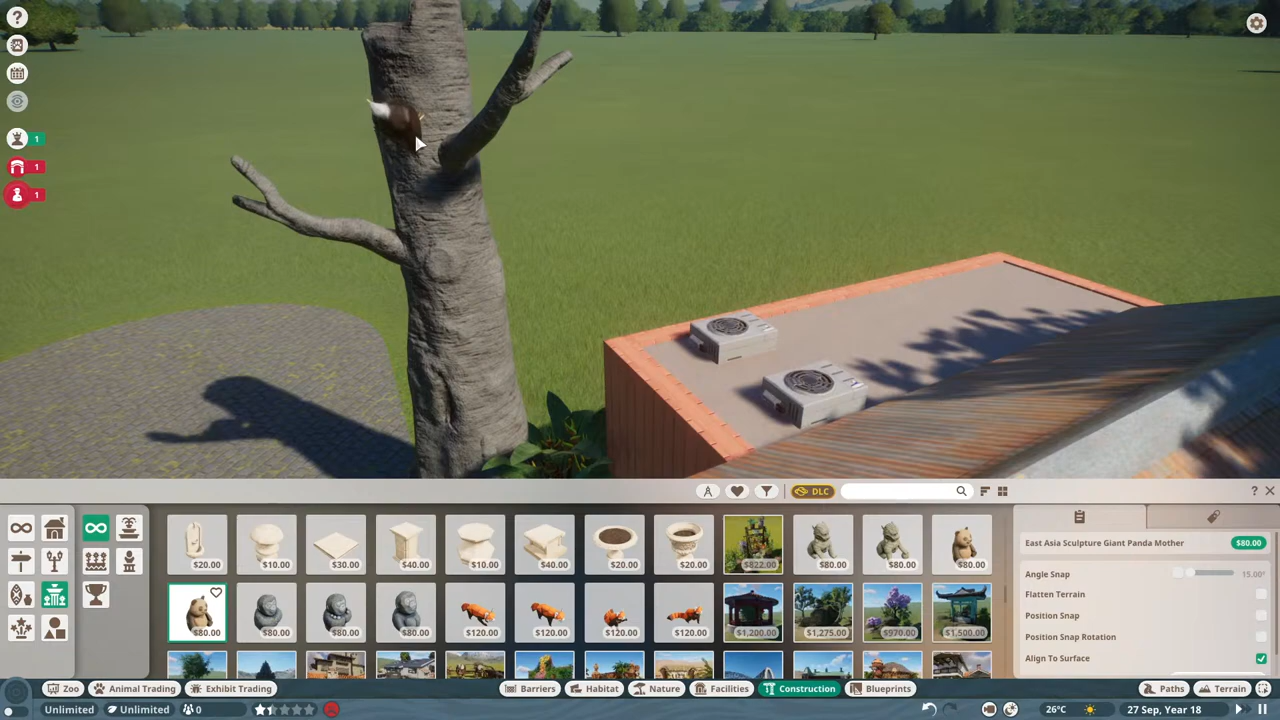 ?
1
1
1
DLC
? ×
$20.00 $10.00 $30.00 $40.00 $10.00 $40.00 $20.00 $20.00 $822.00 $80.00 $80.00 $80.00
East Asia Sculpture Giant Panda Mother $80.00
Angle Snap 15.00°
Flatten Terrain
$80.00 $80.00 $80.00 $80.00 $120.00 $120.00 $120.00 $120.00 $1,200.00 $1,275.00 $970.00 $1,500.00
Position Snap
Position Snap Rotation
Align To Surface
Zoo Animal Trading Exhibit Trading Barriers Habitat Nature Facilities Construction Blueprints Paths Terrain
Unlimited Unlimited 0 26°C 27 Sep, Year 18